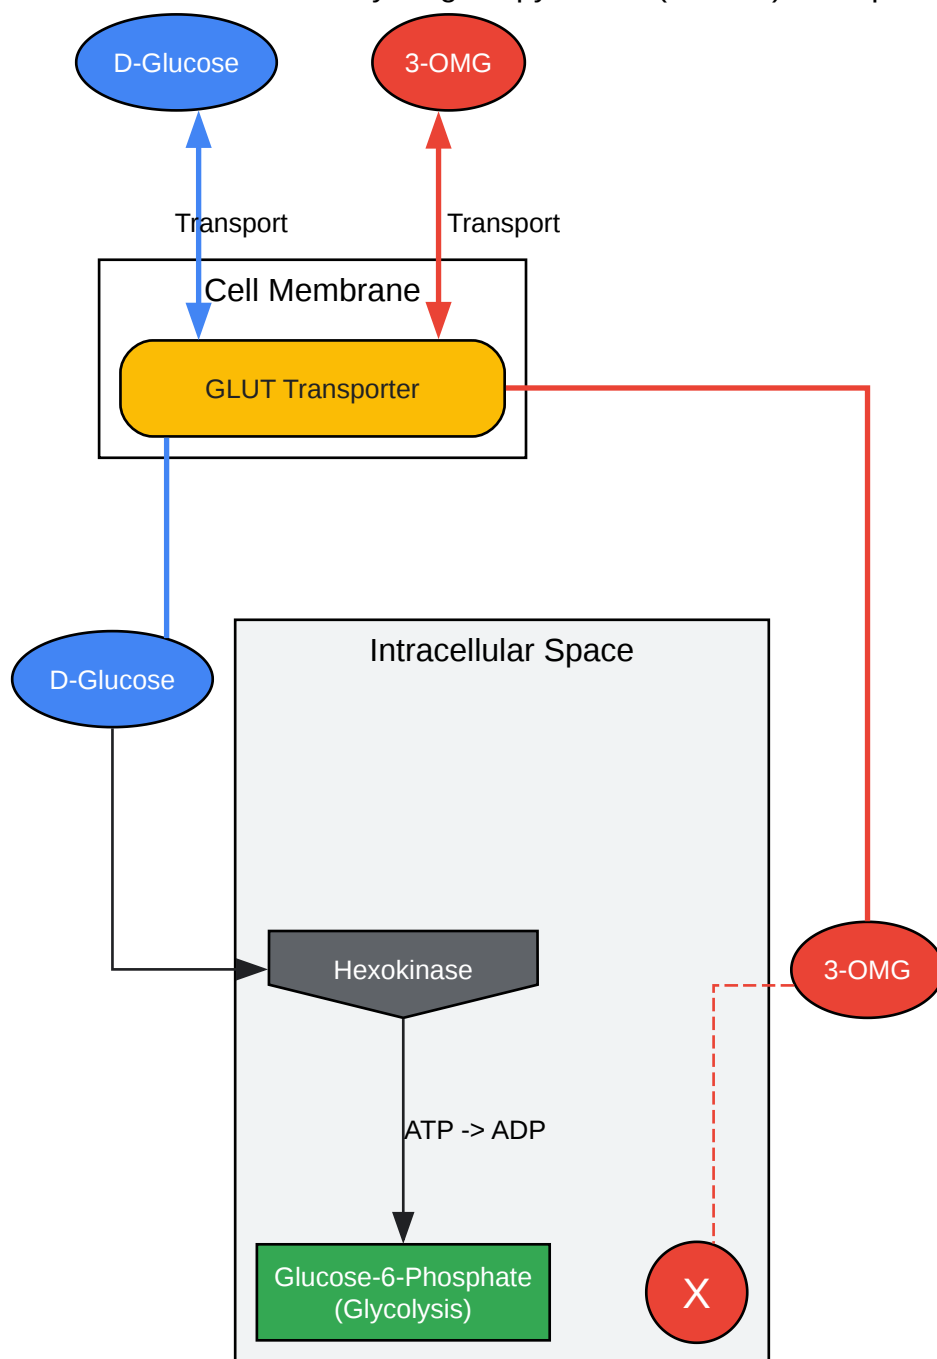 D-Glucose
3-OMG
Transport
Transport
Cell Membrane
GLUT Transporter
Intracellular Space
D-Glucose
Hexokinase
3-OMG
ATP -> ADP
Glucose-6-Phosphate
(Glycolysis)
X